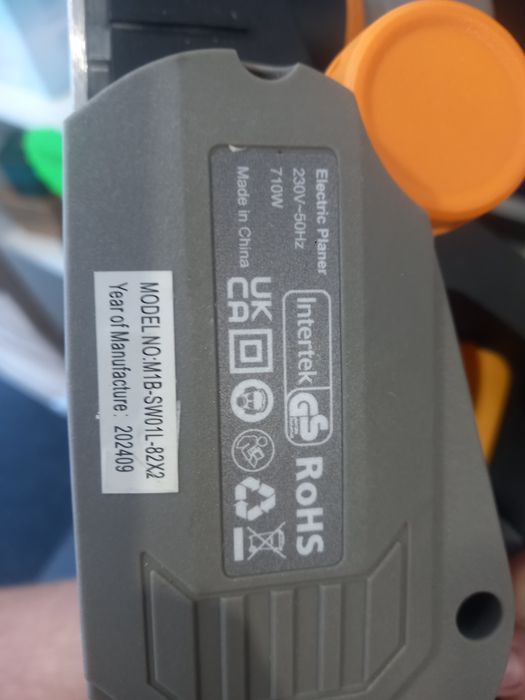 Electric Planer
230V~50Hz
710W
Made in China
Intertek
GS
RoHS
UK
CA
MODEL NO:M1B-SW01L-82X2
Year of Manufacture: 202409